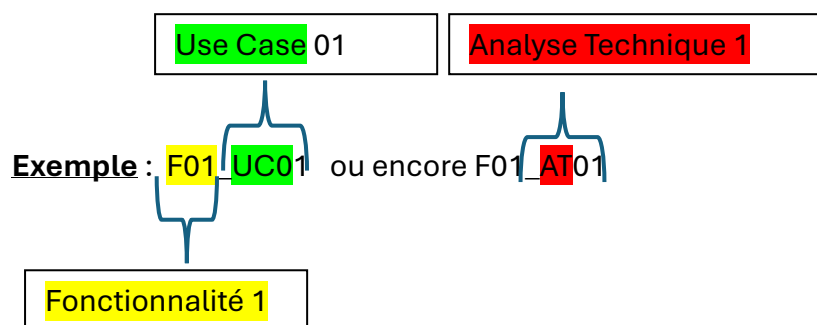 Use Case 01
Analyse Technique 1
Exemple : F01_UC01 ou encore F01_AT01
Fonctionnalité 1